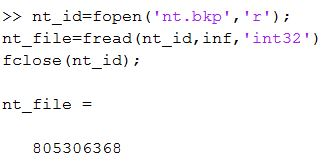 >> nt_id=fopen('nt.bkp','r');
nt_file=fread(nt_id,inf,'int32')
fclose(nt_id);
nt_file =
805306368